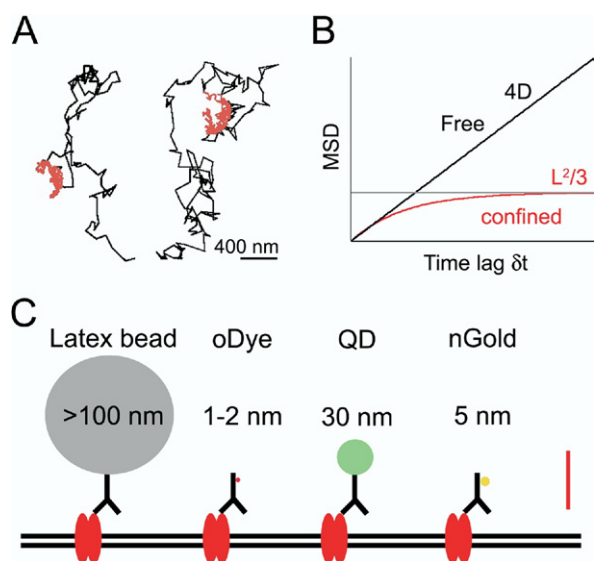 A
400 nm
B
MSD
Free
4D
L²/3
confined
Time lag δt
C
Latex bead oDye QD nGold
>100 nm 1-2 nm 30 nm 5 nm